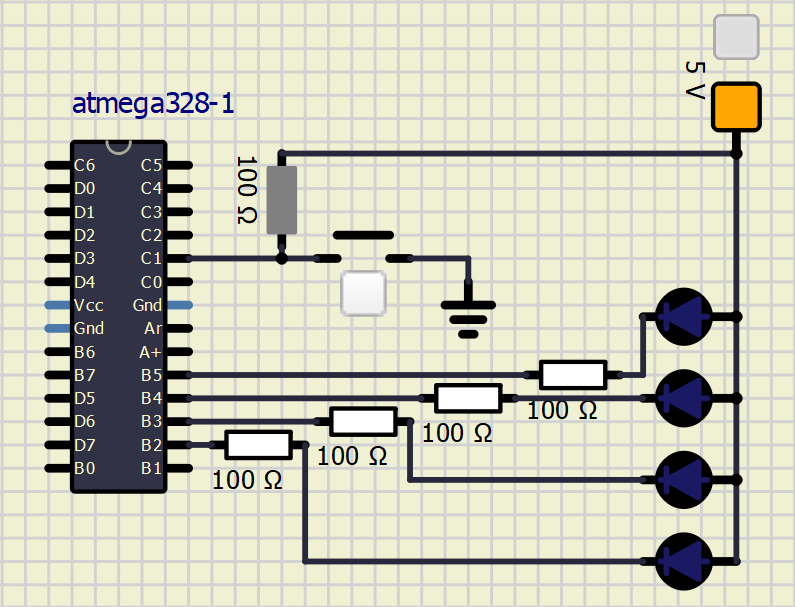 5 V
atmega328-1
100 Ω
C6 C5
D0 C4
D1 C3
D2 C2
D3 C1
D4 C0
Vcc Gnd
Gnd Ar
B6 A+
B7 B5
D5 B4
D6 B3
D7 B2
B0 B1
100 Ω
100 Ω
100 Ω
100 Ω